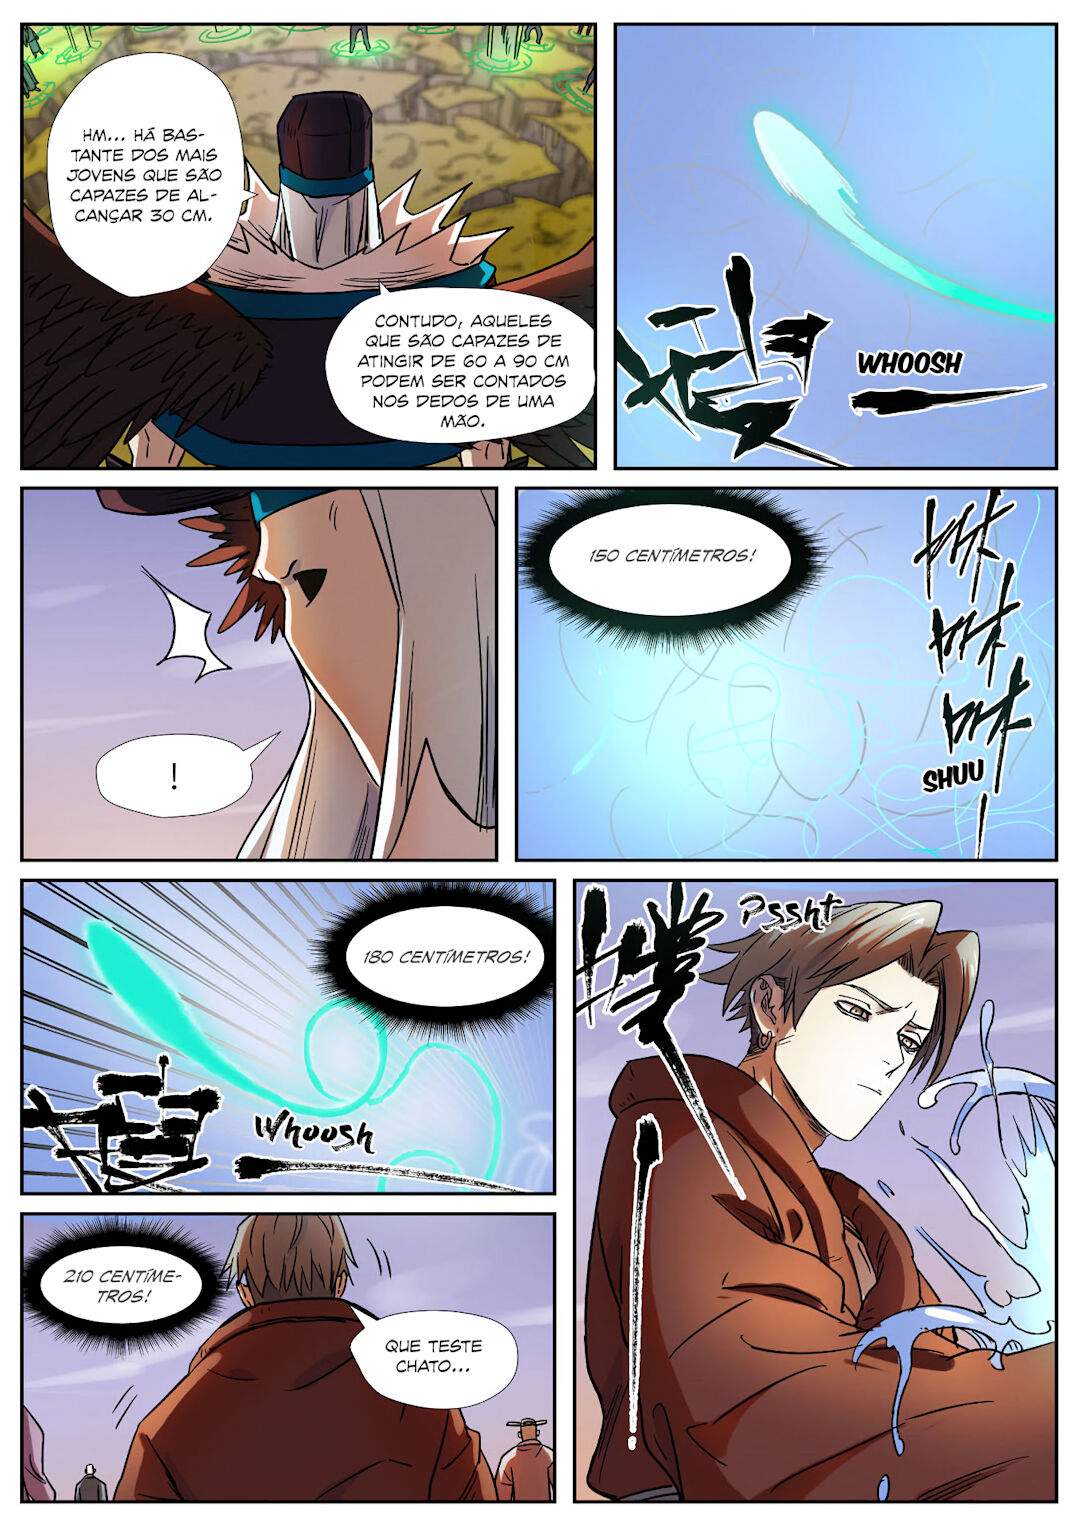 HM... HÁ BAS-
TANTE DOS MAIS
JOVENS QUE SÃO
CAPAZES DE AL-
CANÇAR 30 CM.
CONTUDO, AQUELES
QUE SÃO CAPAZES DE
ATINGIR DE 60 A 90 CM
PODEM SER CONTADOS
NOS DEDOS DE UMA
MÃO.
WHOOSH
!
150 CENTÍMETROS!
SHUU
180 CENTÍMETROS!
WHOOSH
PSSHT
210 CENTÍME-
TROS!
QUE TESTE
CHATO...